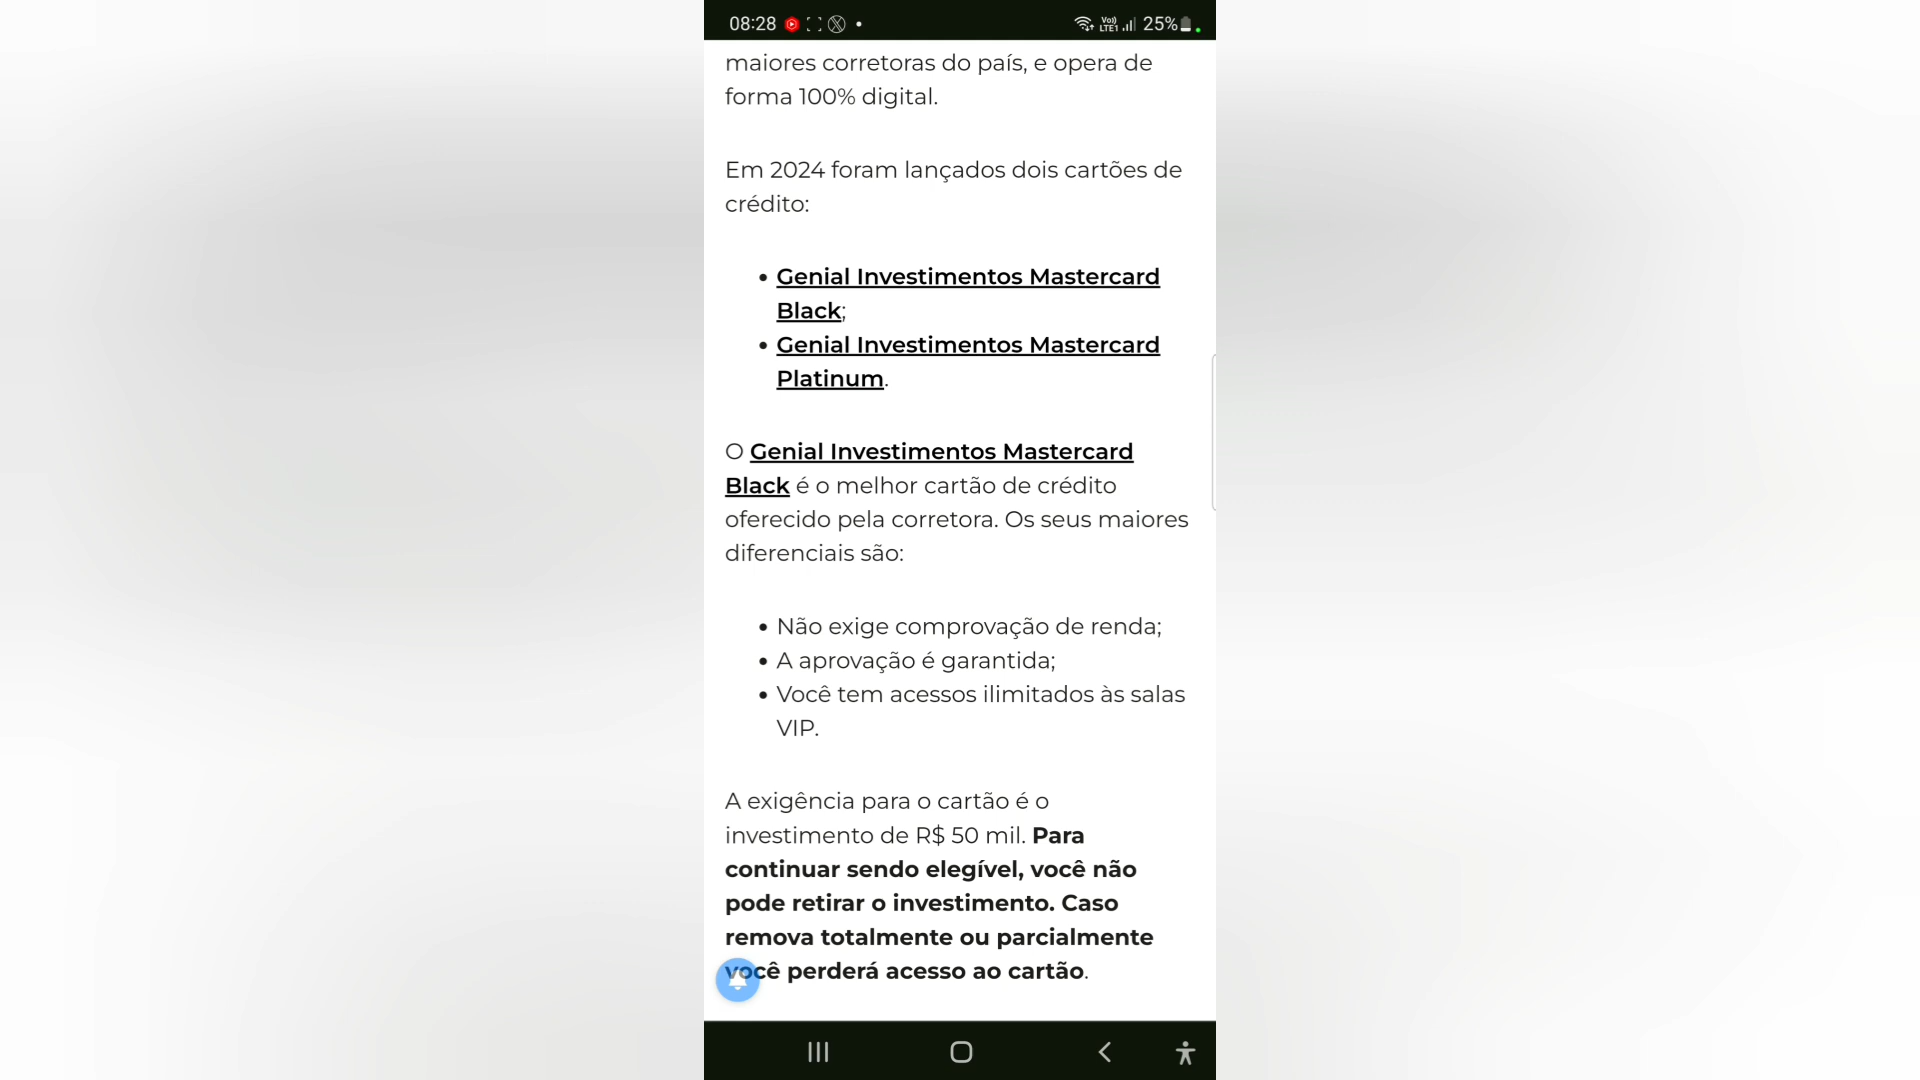 08:28
Vo)) LTE1
25%
maiores corretoras do país, e opera de
forma 100% digital.
Em 2024 foram lançados dois cartões de
crédito:
• Genial Investimentos Mastercard
Black;
• Genial Investimentos Mastercard
Platinum.
O Genial Investimentos Mastercard
Black é o melhor cartão de crédito
oferecido pela corretora. Os seus maiores
diferenciais são:
• Não exige comprovação de renda;
• A aprovação é garantida;
• Você tem acessos ilimitados às salas
VIP.
A exigência para o cartão é o
investimento de R$ 50 mil. Para
continuar sendo elegível, você não
pode retirar o investimento. Caso
remova totalmente ou parcialmente
você perderá acesso ao cartão.